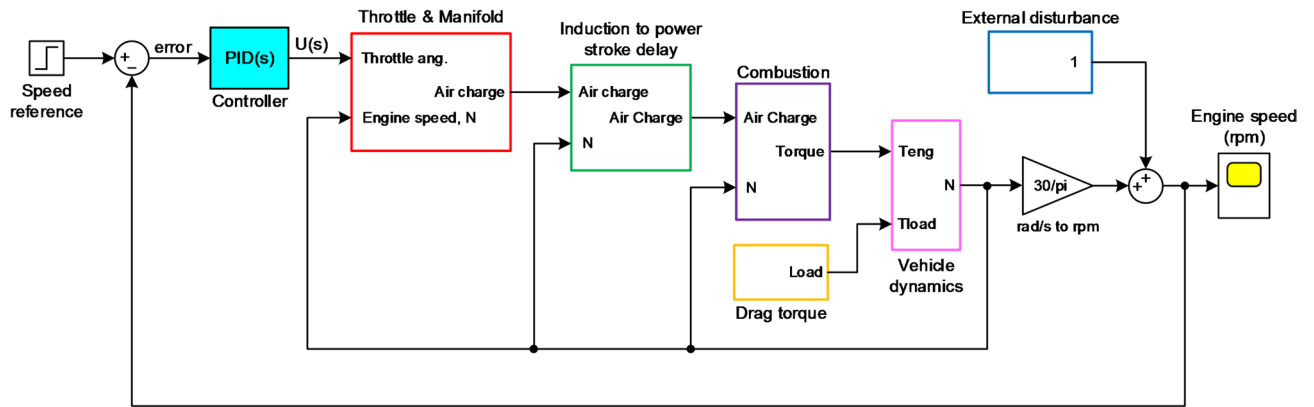 Speed
reference
+
−
error
PID(s)
Controller
U(s)
Throttle & Manifold
Throttle ang.
Air charge
Engine speed, N
Induction to power
stroke delay
Air charge
Air Charge
N
Combustion
Air Charge
Torque
N
Load
Drag torque
Teng
N
Tload
Vehicle
dynamics
30/pi
rad/s to rpm
External disturbance
1
+
+
Engine speed
(rpm)